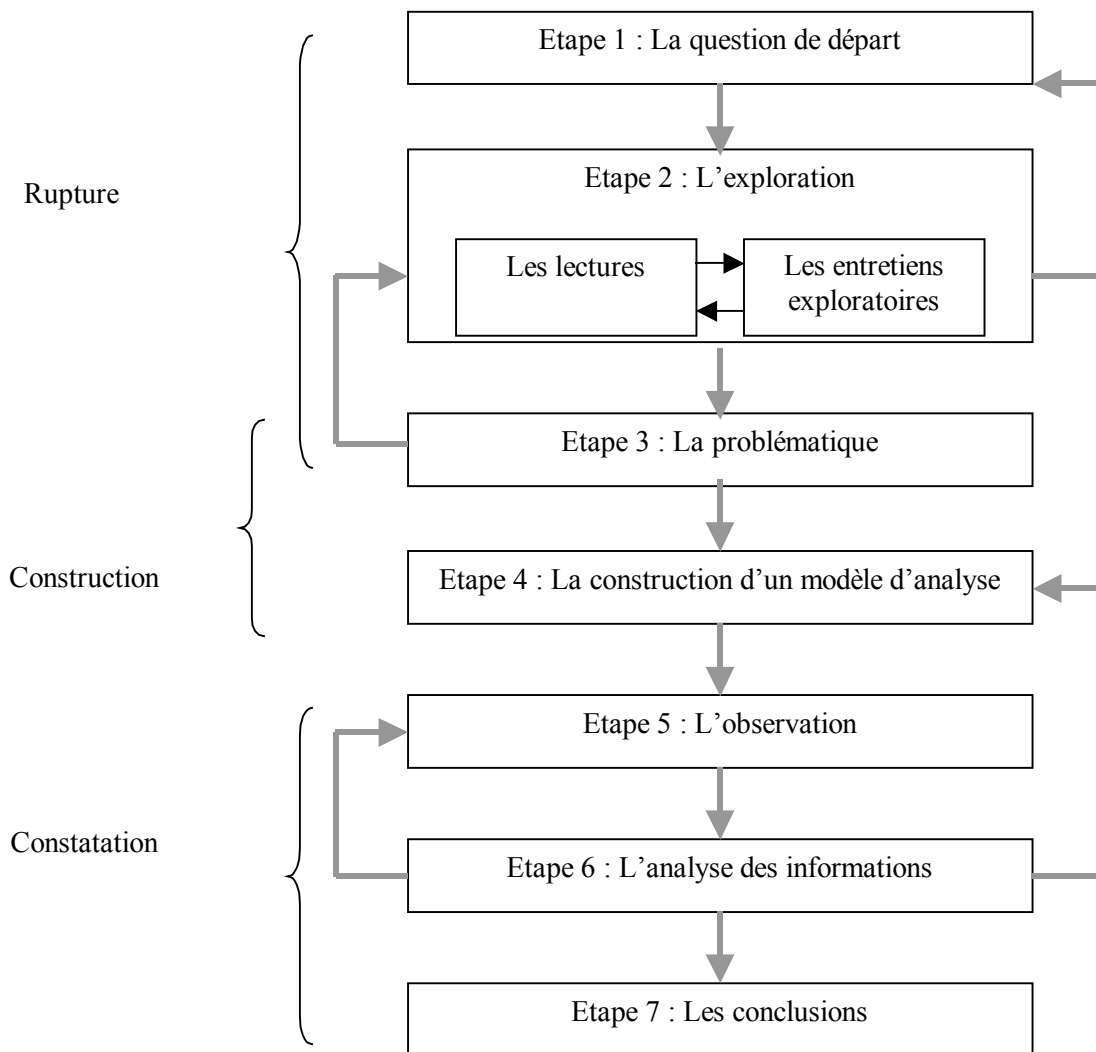 Etape 1 : La question de départ
Rupture
Etape 2 : L’exploration
Les lectures
Les entretiens
exploratoires
Etape 3 : La problématique
Construction
Etape 4 : La construction d’un modèle d’analyse
Etape 5 : L’observation
Constatation
Etape 6 : L’analyse des informations
Etape 7 : Les conclusions